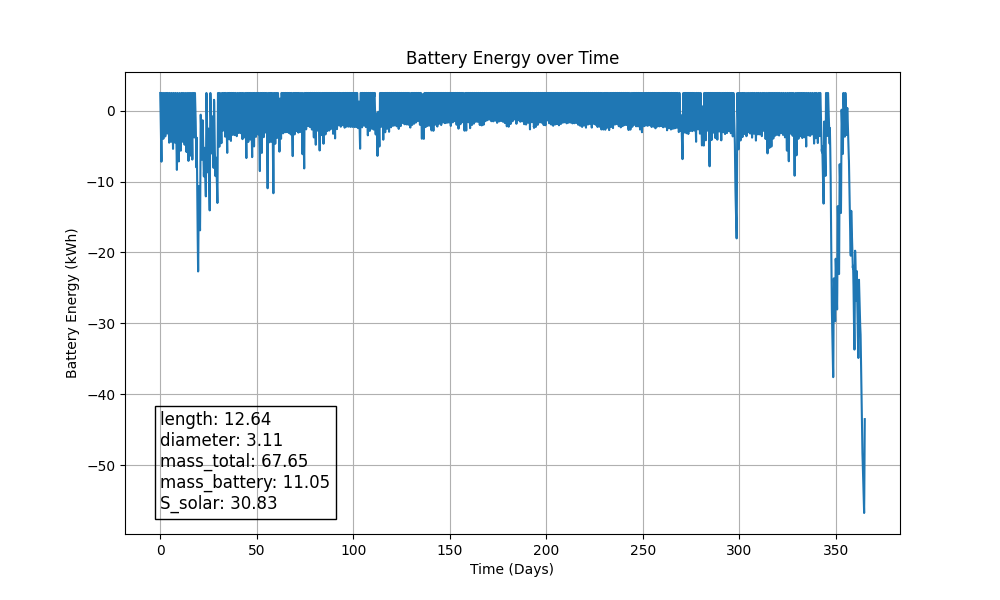 Battery Energy over Time
Battery Energy (kWh)
0
−10
−20
−30
−40
−50
length: 12.64
diameter: 3.11
mass_total: 67.65
mass_battery: 11.05
S_solar: 30.83
0 50 100 150 200 250 300 350
Time (Days)